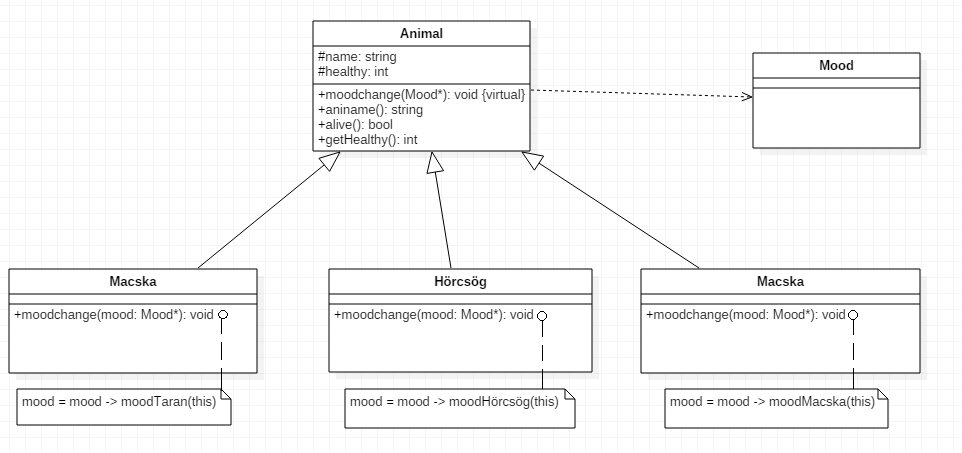 Animal
#name: string
#healthy: int
+moodchange(Mood*): void {virtual}
+aniname(): string
+alive(): bool
+getHealthy(): int
Mood
Macska
+moodchange(mood: Mood*): void
mood = mood -> moodTaran(this)
Hörcsög
+moodchange(mood: Mood*): void
mood = mood -> moodHörcsög(this)
Macska
+moodchange(mood: Mood*): void
mood = mood -> moodMacska(this)